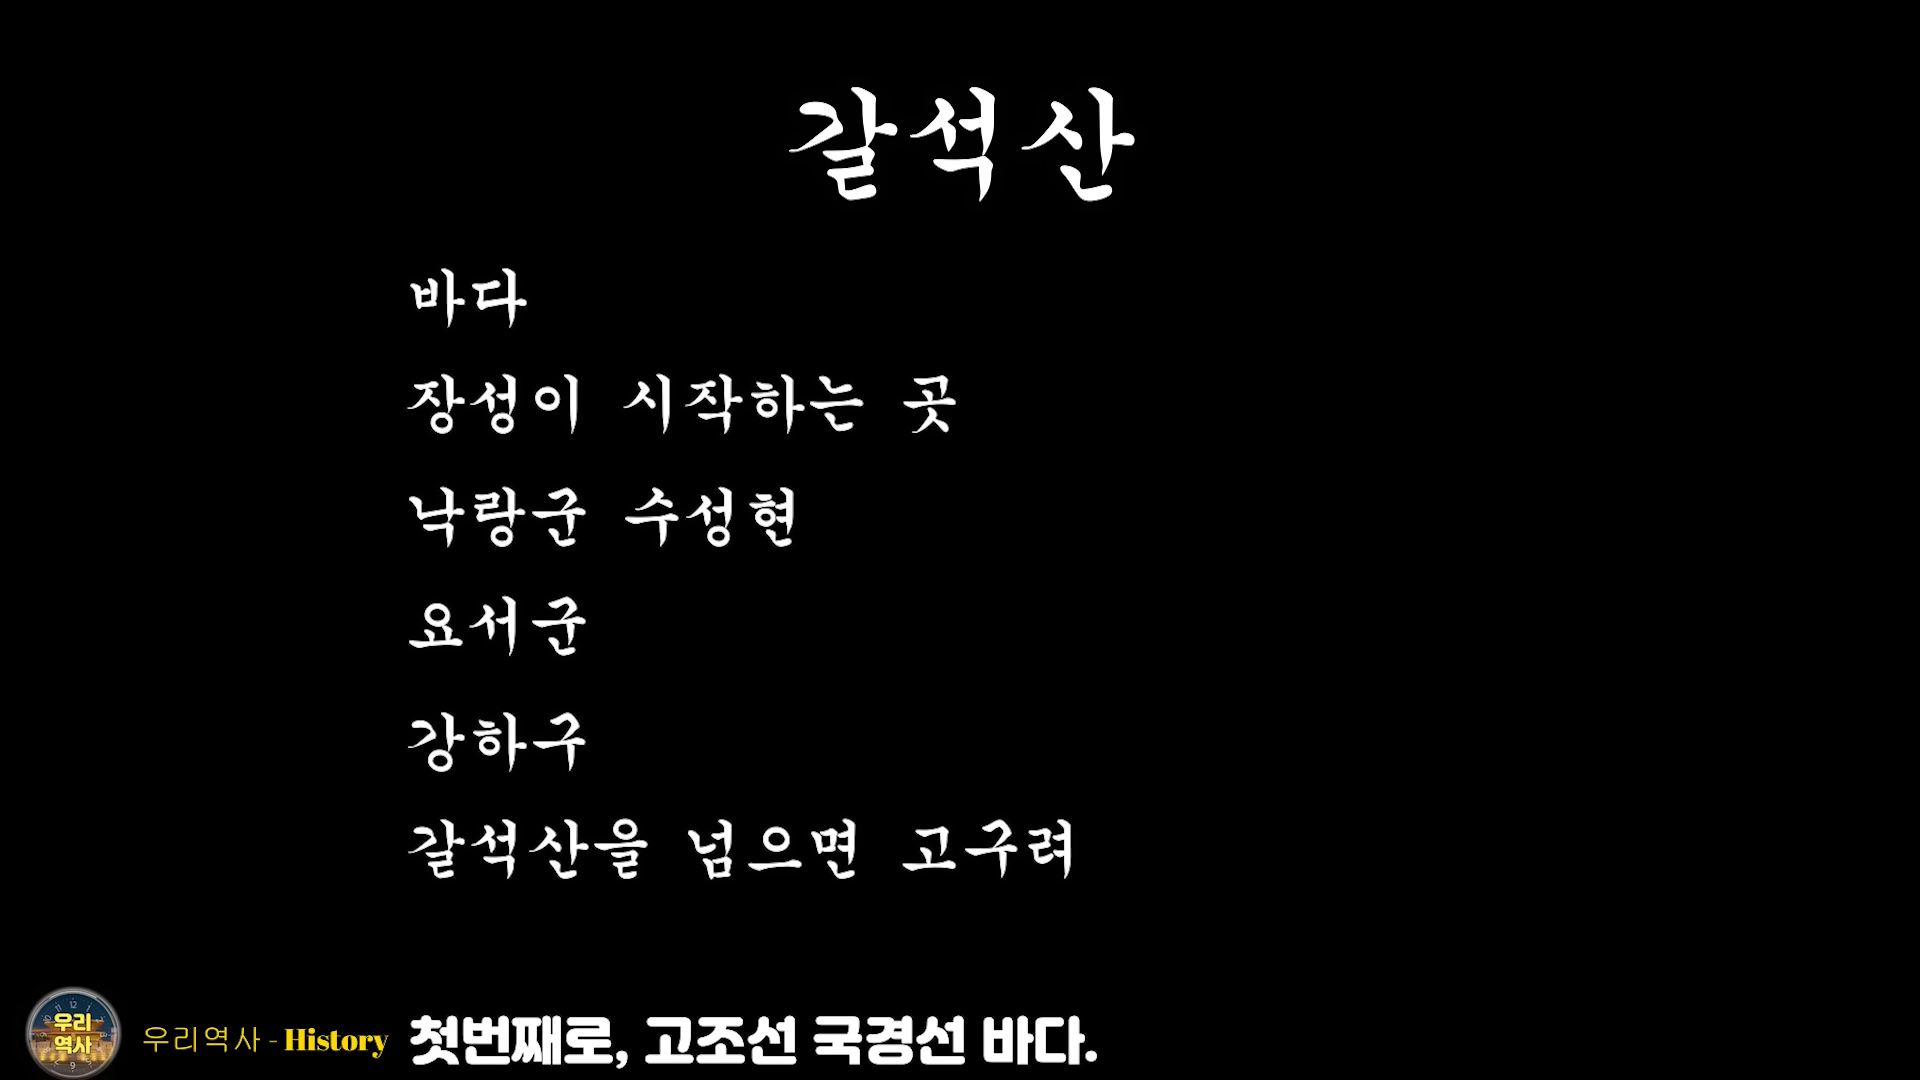 갈석산
바다
장성이 시작하는 곳
낙랑군 수성현
요서군
강하구
갈석산을 넘으면 고구려
우리
역사
우리역사 - History
첫번째로, 고조선 국경선 바다.